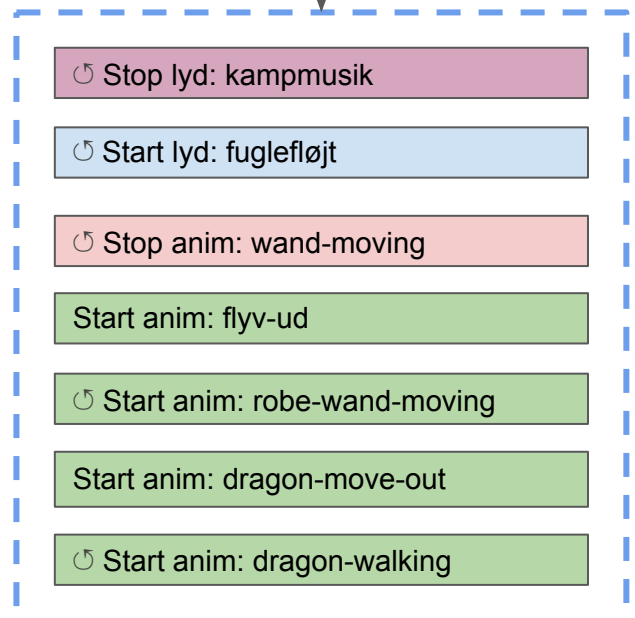 ↺ Stop lyd: kampmusik
↺ Start lyd: fuglefløjt
↺ Stop anim: wand-moving
Start anim: flyv-ud
↺ Start anim: robe-wand-moving
Start anim: dragon-move-out
↺ Start anim: dragon-walking